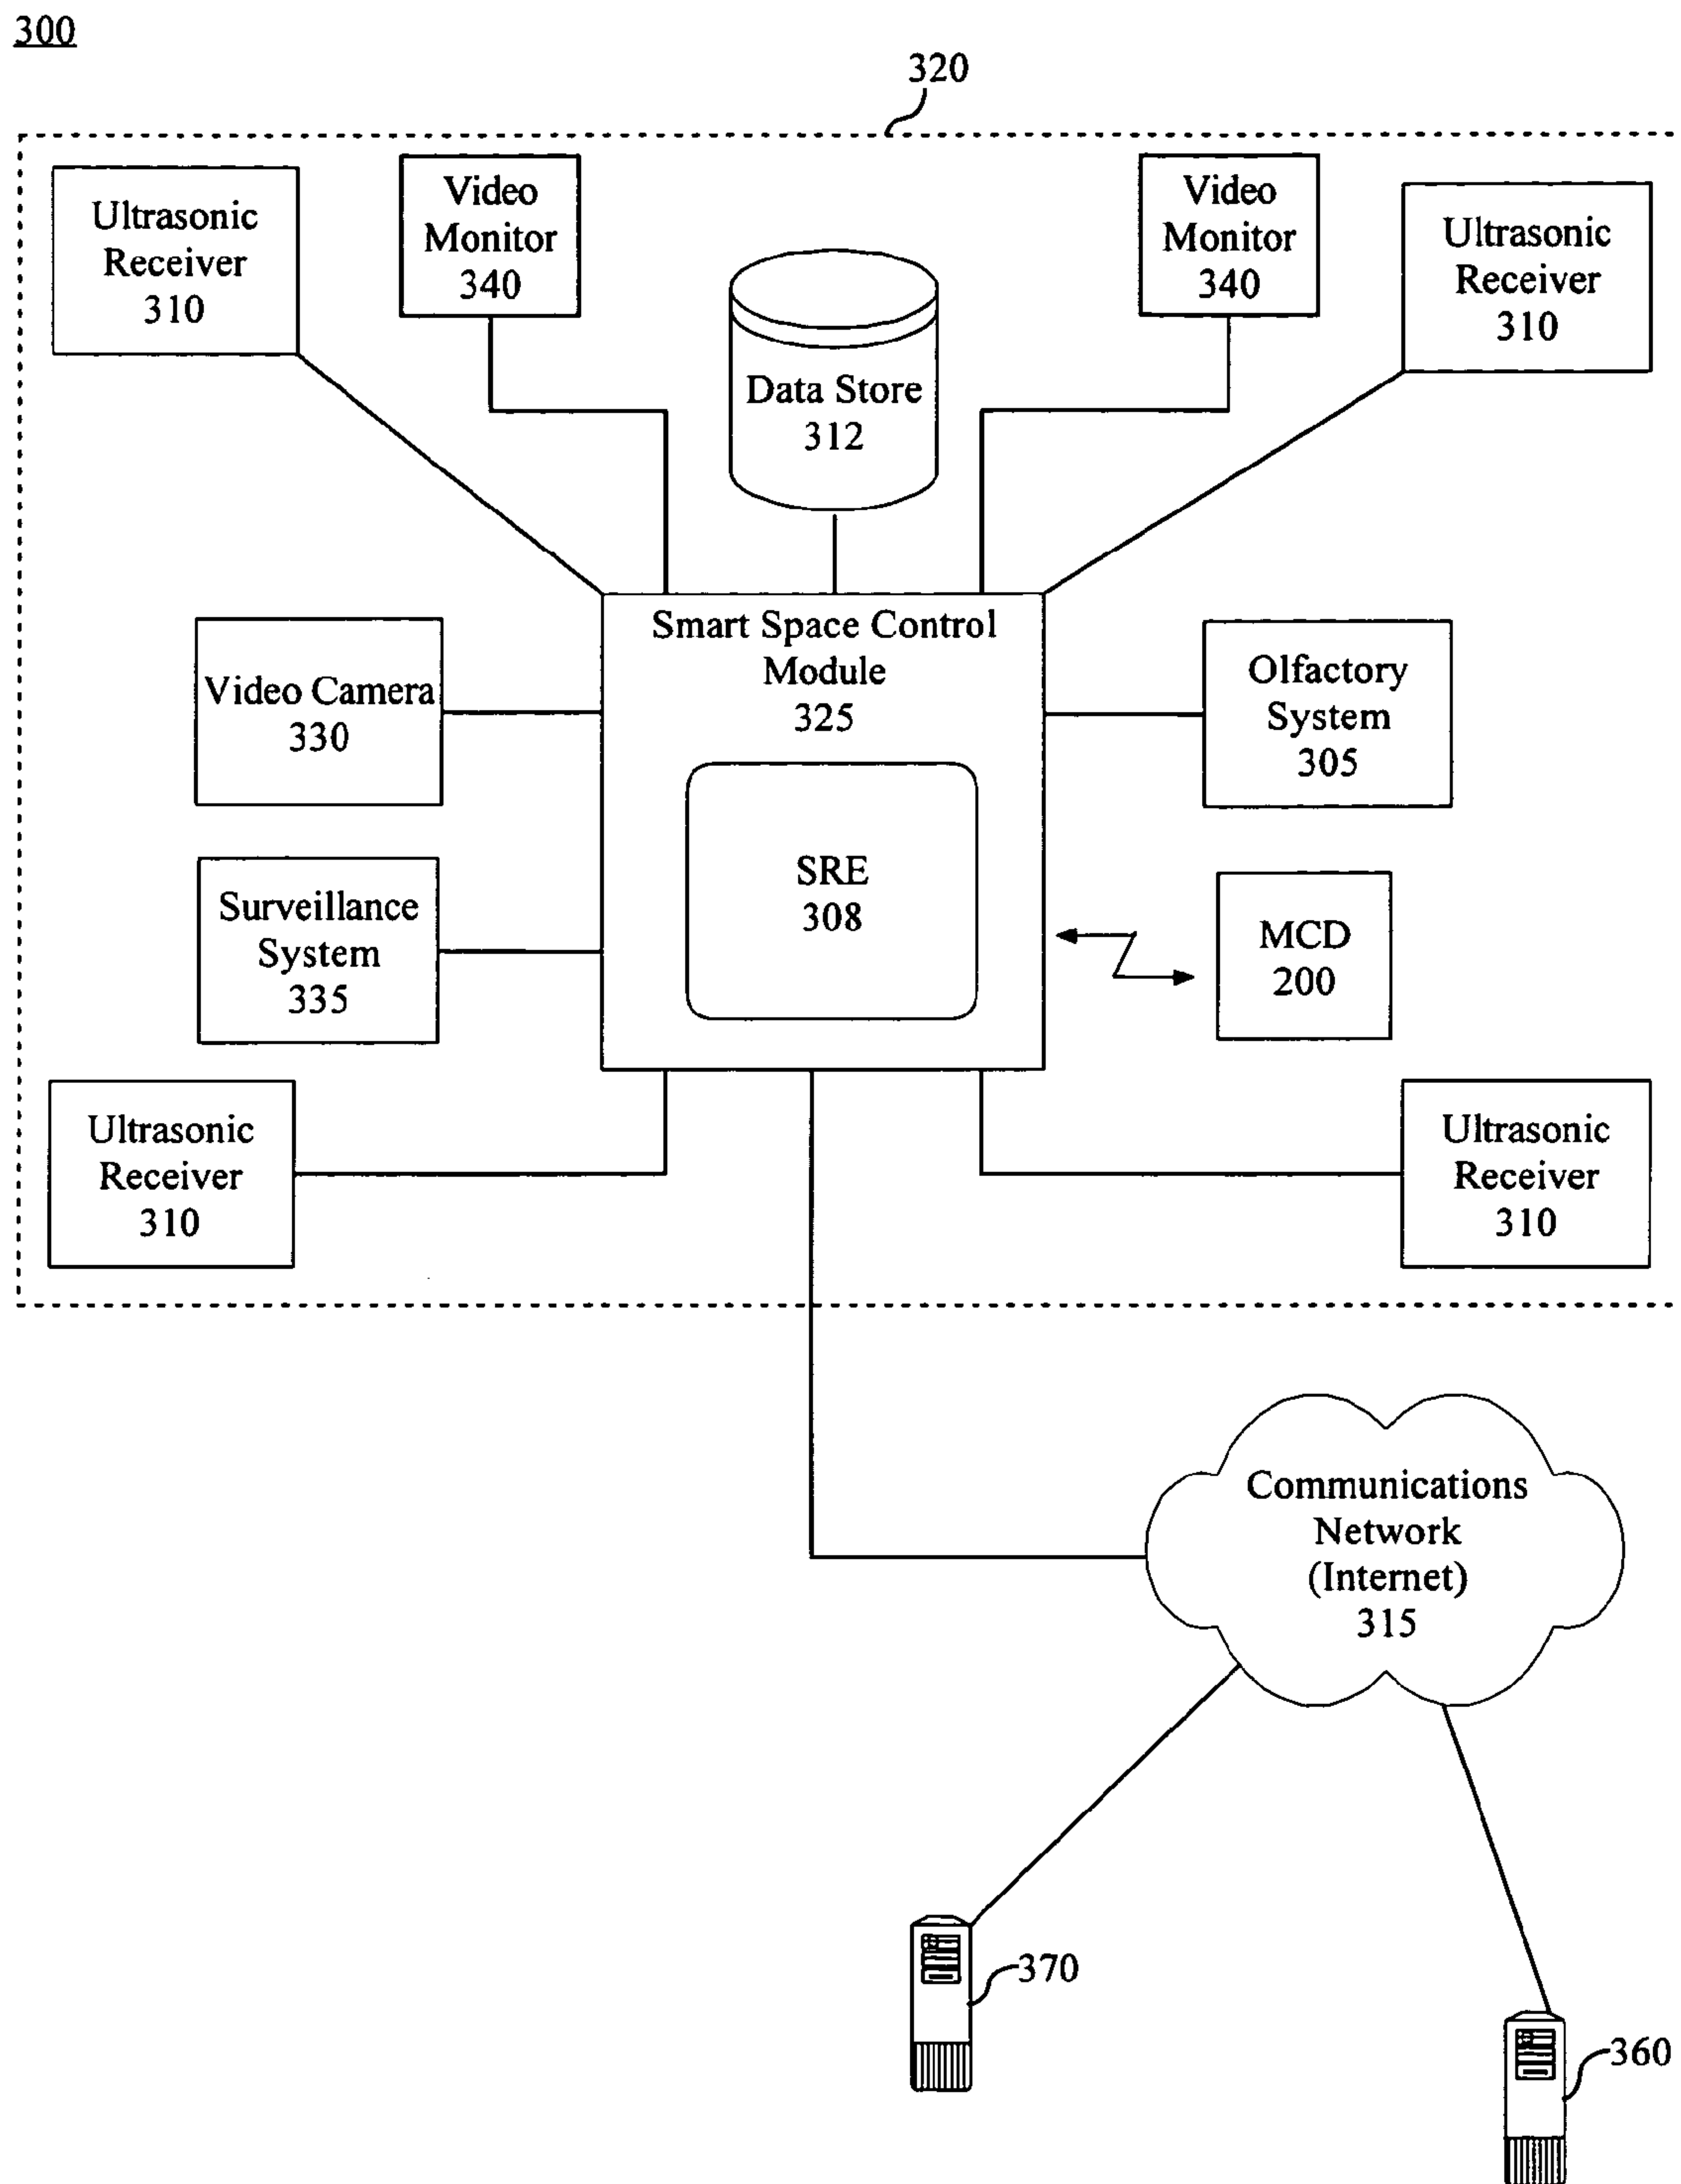 300
320
Ultrasonic
Receiver
310
Video
Monitor
340
Video
Monitor
340
Ultrasonic
Receiver
310
Data Store
312
Smart Space Control
Module
325
Video Camera
330
Olfactory
System
305
SRE
308
Surveillance
System
335
MCD
200
Ultrasonic
Receiver
310
Ultrasonic
Receiver
310
Communications
Network
(Internet)
315
370
360